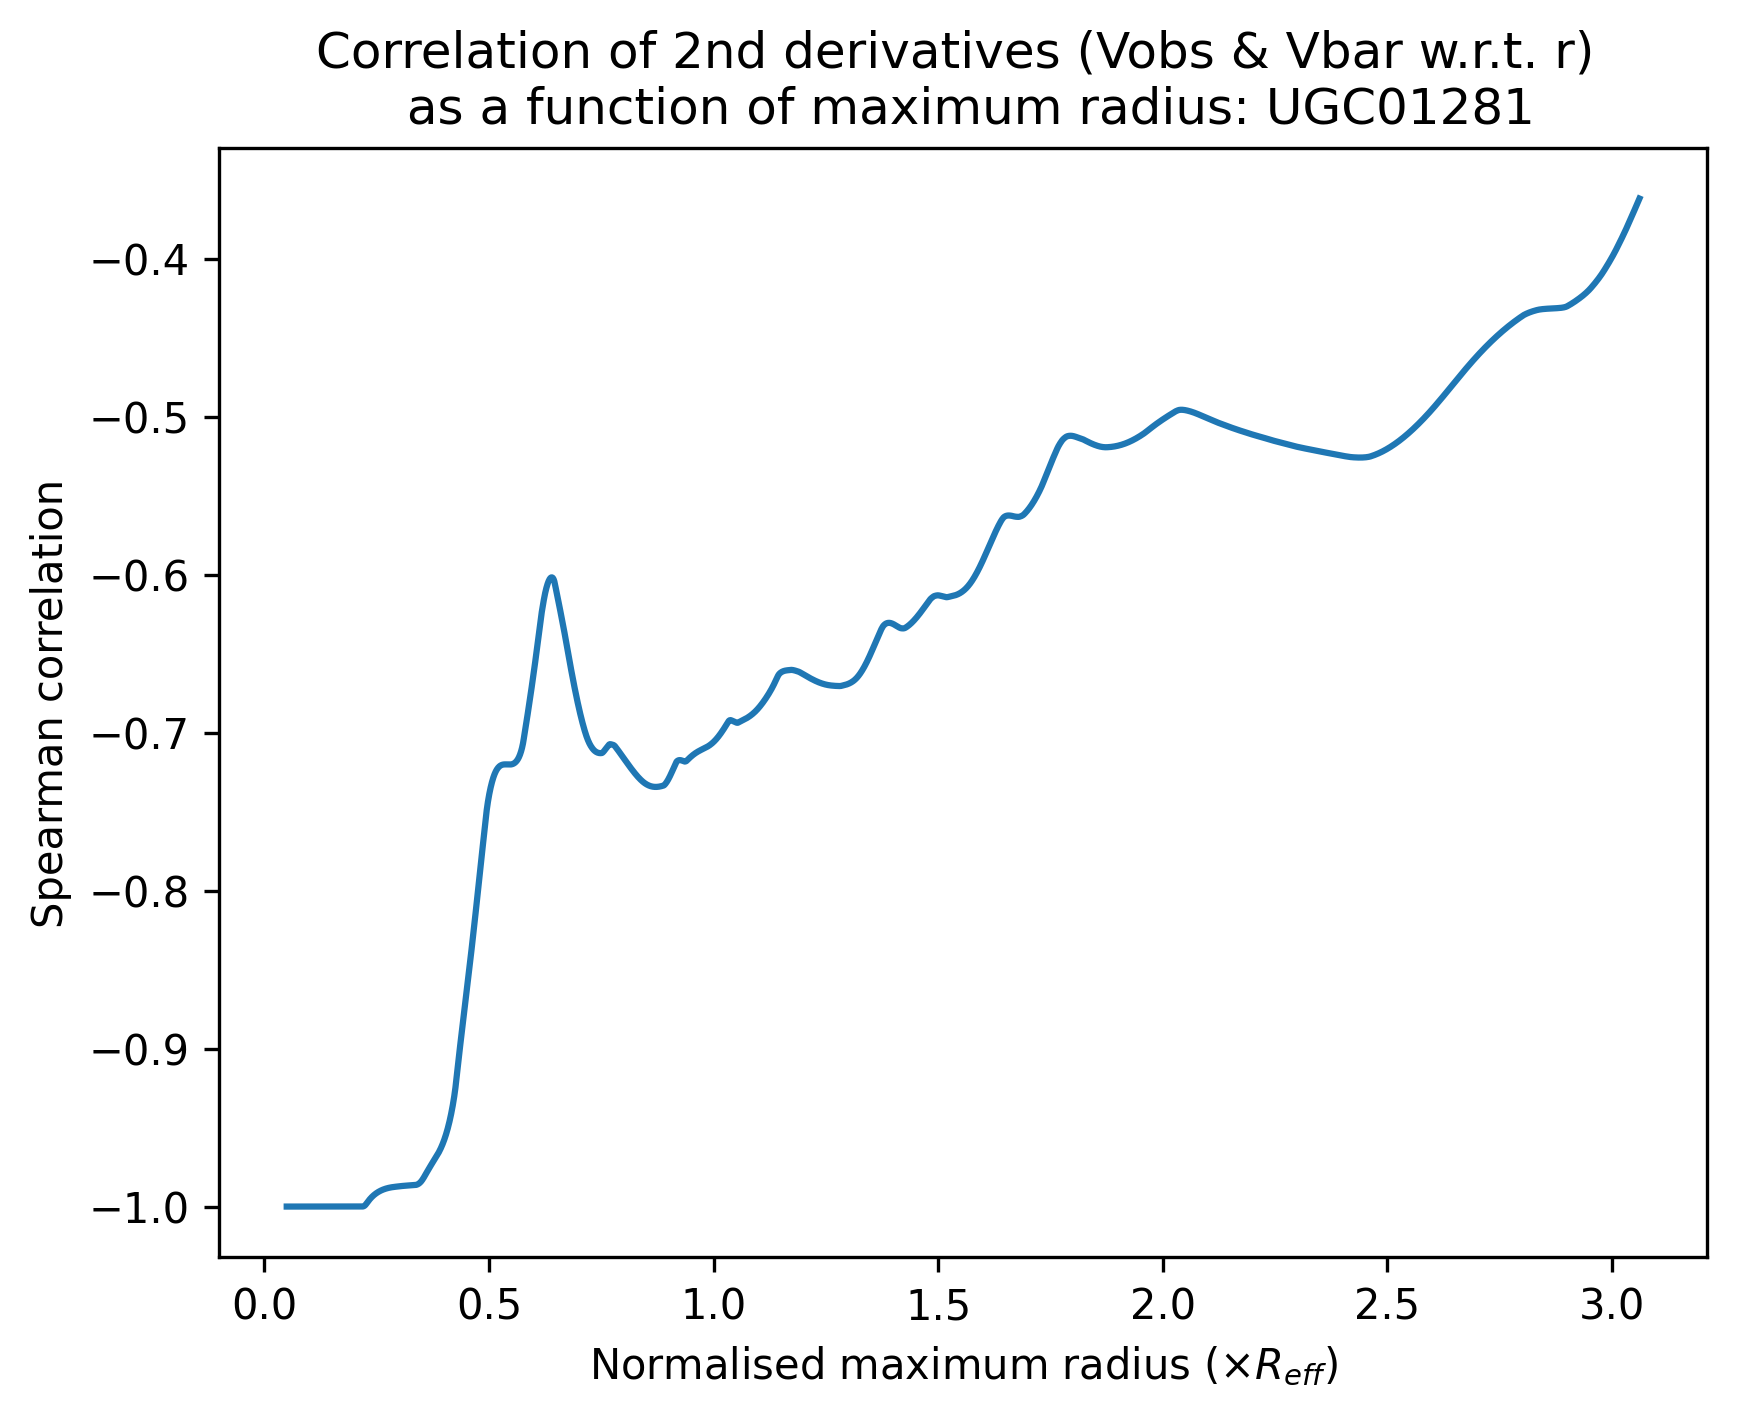 Correlation of 2nd derivatives (Vobs & Vbar w.r.t. r)
as a function of maximum radius: UGC01281
Spearman correlation
−0.4
−0.5
−0.6
−0.7
−0.8
−0.9
−1.0
0.0 0.5 1.0 1.5 2.0 2.5 3.0
Normalised maximum radius (×R_eff)